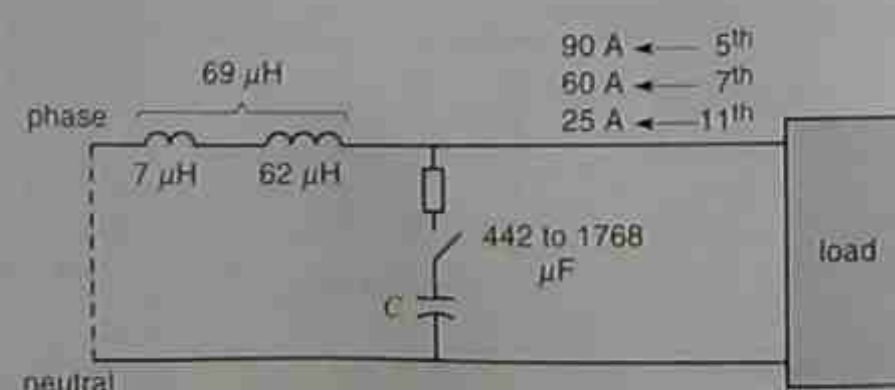 90 A ◄— 5th
69 µH
60 A ◄— 7th
phase
25 A ◄— 11th
7 µH
62 µH
442 to 1768
µF
load
C
neutral